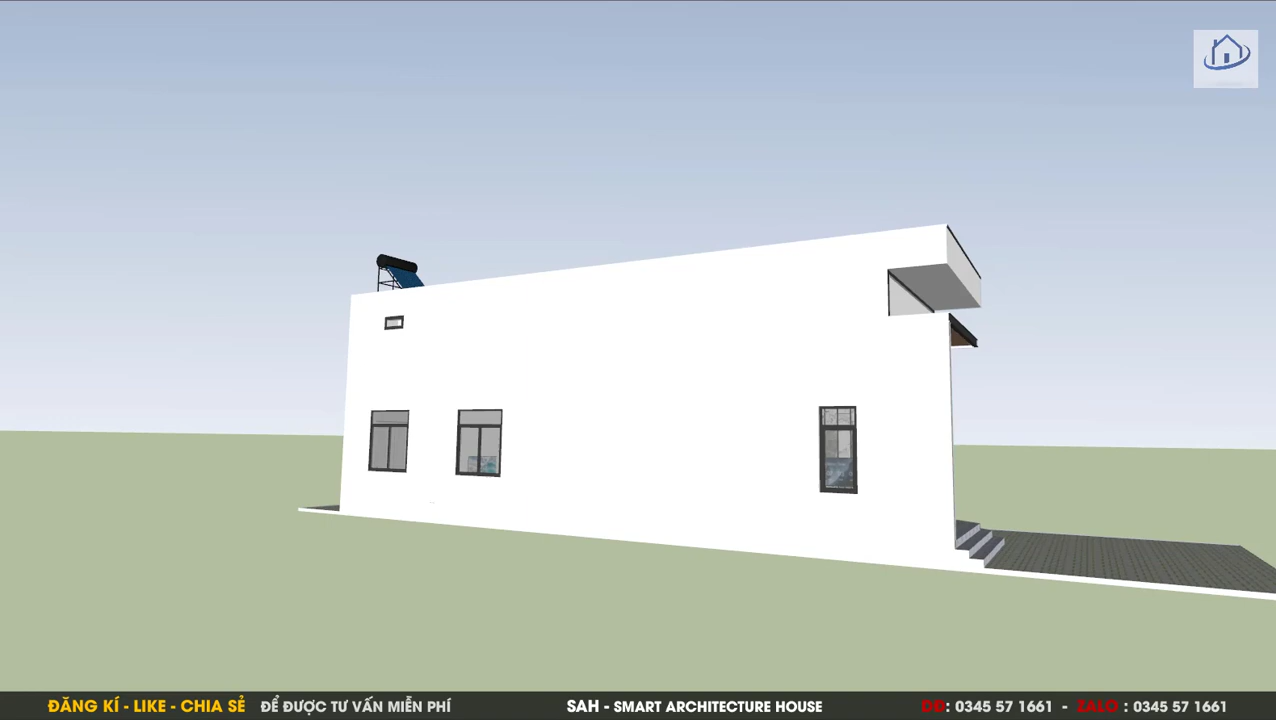 ĐĂNG KÍ - LIKE - CHIA SẺ ĐỂ ĐƯỢC TƯ VẤN MIỄN PHÍ SAH - SMART ARCHITECTURE HOUSE DĐ: 0345 57 1661 - ZALO : 0345 57 1661